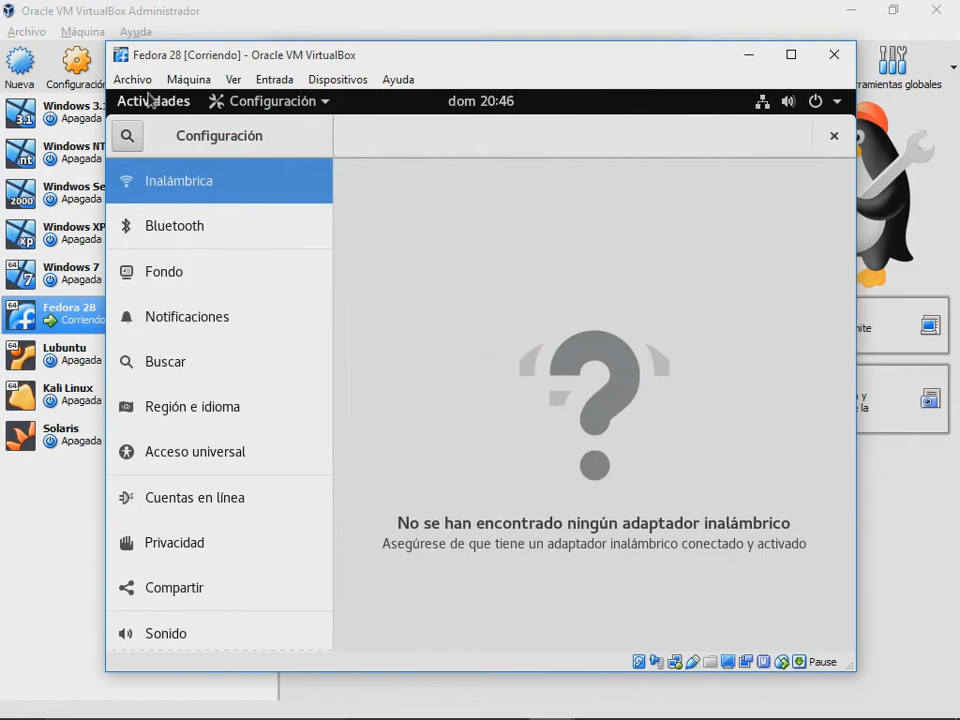 Oracle VM VirtualBox Administrador
Archivo Máquina Ayuda
Nueva Configuración
Windows 3.1
Apagada
Windows NT
Apagada
Windwos Se
Apagada
Windows XP
Apagada
Windows 7
Apagada
Fedora 28
Corriendo
Lubuntu
Apagada
Kali Linux
Apagada
Solaris
Apagada
Fedora 28 [Corriendo] - Oracle VM VirtualBox
Archivo Máquina Ver Entrada Dispositivos Ayuda
Actividades Configuración dom 20:46
Configuración
Inalámbrica
Bluetooth
Fondo
Notificaciones
Buscar
Región e idioma
Acceso universal
Cuentas en línea
Privacidad
Compartir
Sonido
No se han encontrado ningún adaptador inalámbrico
Asegúrese de que tiene un adaptador inalámbrico conectado y activado
Pause
globales
y
la